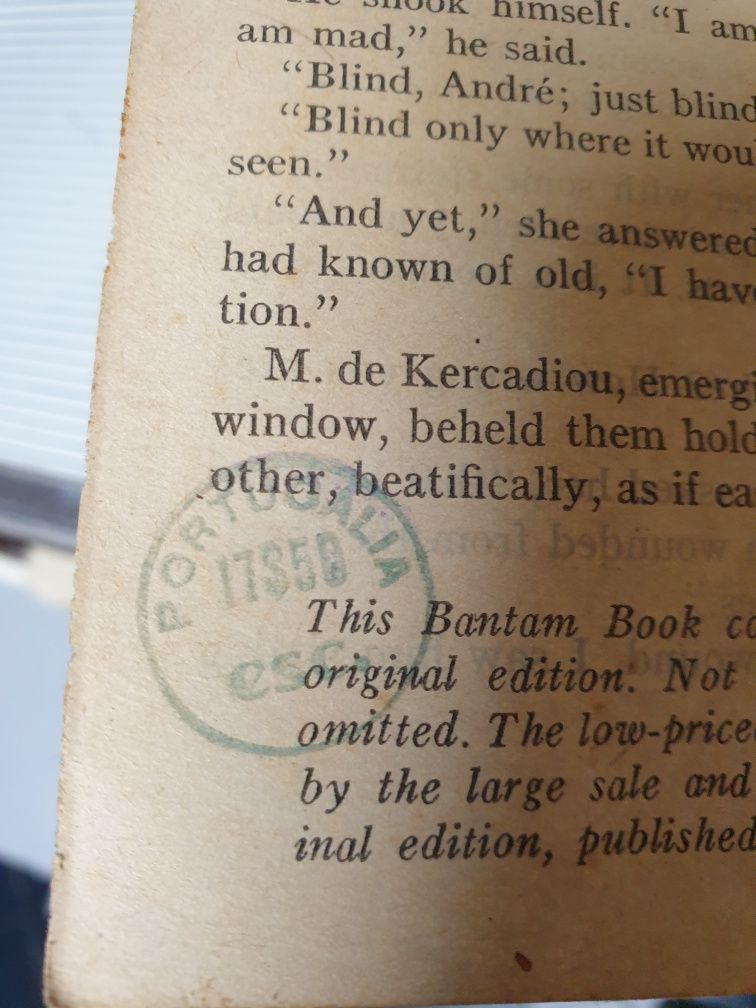 He shook himself. “I am
am mad,” he said.
“Blind, André; just blind
“Blind only where it wou
seen.”
“And yet,” she answered
had known of old, “I have
tion.”
M. de Kercadiou, emergi
window, beheld them hold
other, beatifically, as if ea
PORTUGALIA
17$50
esc.
This Bantam Book co
original edition. Not
omitted. The low-price
by the large sale and
inal edition, published